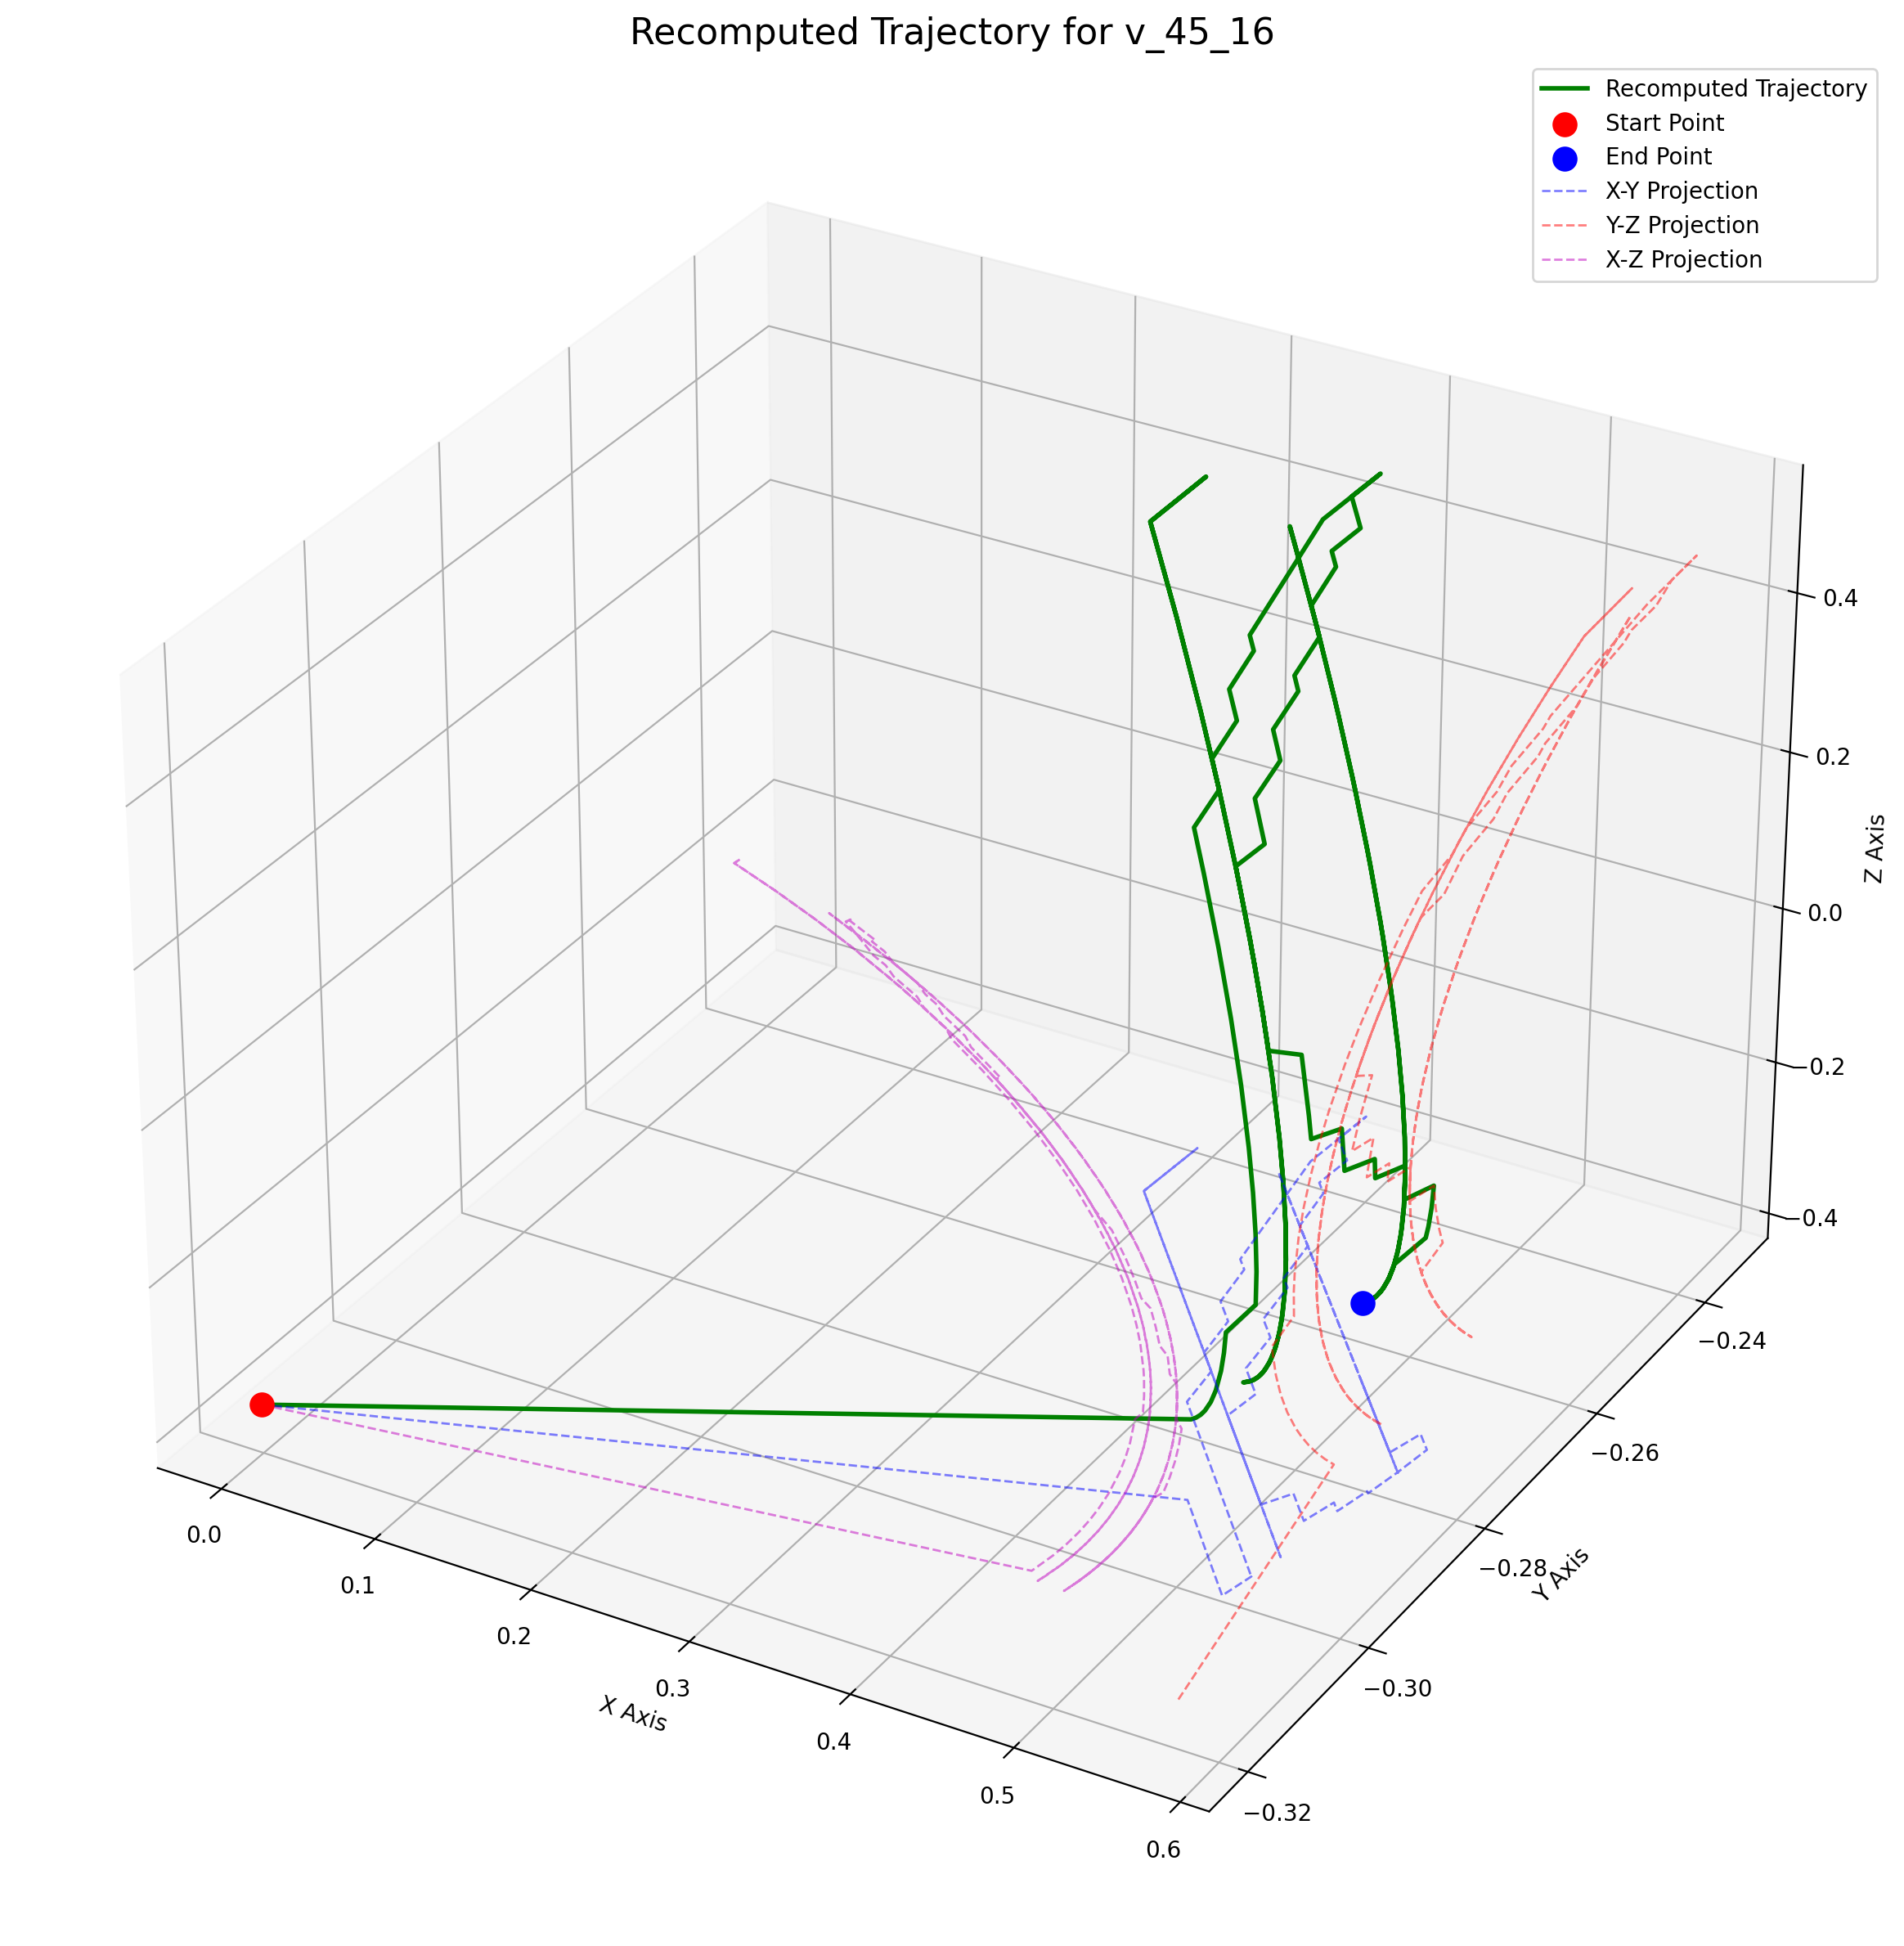 Recomputed Trajectory for v_45_16
Recomputed Trajectory
Start Point
End Point
X-Y Projection
Y-Z Projection
X-Z Projection
0.4
0.2
0.0
−0.2
−0.4
Z Axis
−0.24
−0.26
−0.28
−0.30
−0.32
Y Axis
0.0
0.1
0.2
0.3
0.4
0.5
0.6
X Axis